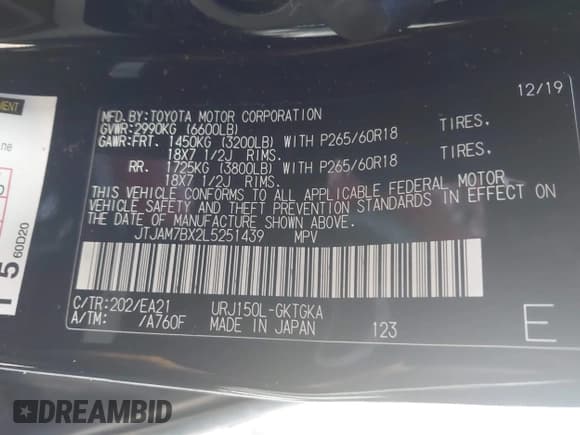 12/19
MFD.BY:TOYOTA MOTOR CORPORATION
GVWR:2990KG (6600LB)
GAWR:FRT. 1450KG (3200LB) WITH P265/60R18 TIRES,
18X7 1/2J RIMS.
RR. 1725KG (3800LB) WITH P265/60R18 TIRES,
18X7 1/2J RIMS.
THIS VEHICLE CONFORMS TO ALL APPLICABLE FEDERAL MOTOR
VEHICLE SAFETY AND THEFT PREVENTION STANDARDS IN EFFECT ON
THE DATE OF MANUFACTURE SHOWN ABOVE.
JTJAM7BX2L5251439 MPV
C/TR:202/EA21 URJ150L-GKTGKA
A/TM: /A760F MADE IN JAPAN 123
E
60D20
DREAMBID